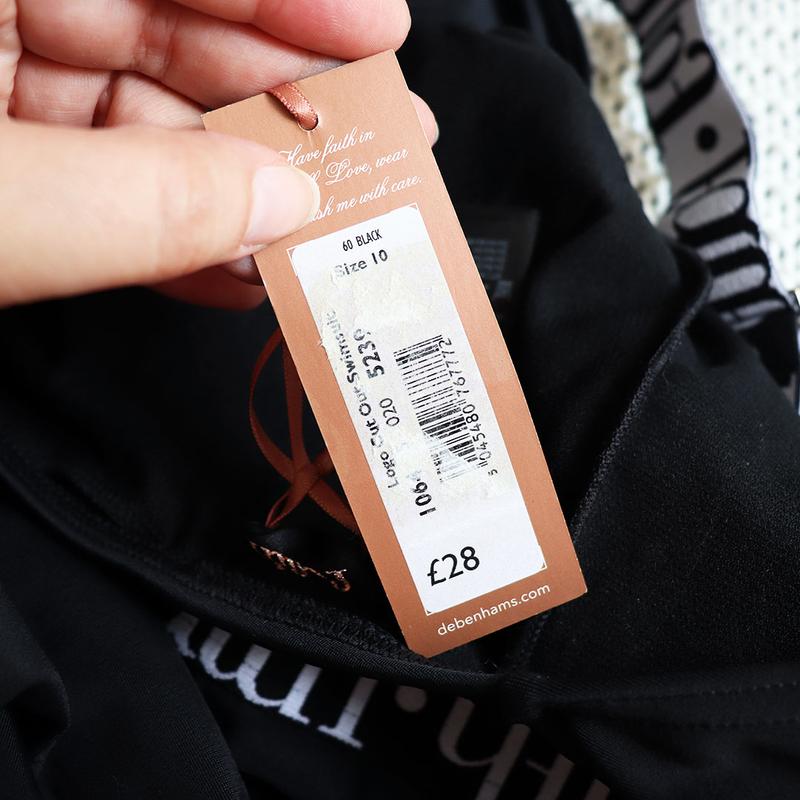 Have faith in
Love, wear
me with care.
60 BLACK
Size 10
Logo Cut Out Swimsuit
020 5239
1064
5 045480 767772
£28
debenhams.com